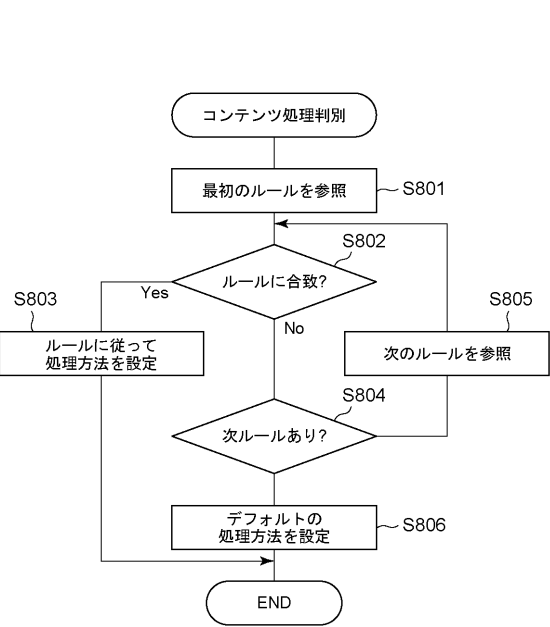 コンテンツ処理判別
最初のルールを参照
S801
S802
ルールに合致?
Yes
No
S803
ルールに従って
処理方法を設定
S805
次のルールを参照
S804
次ルールあり?
デフォルトの
処理方法を設定
S806
END